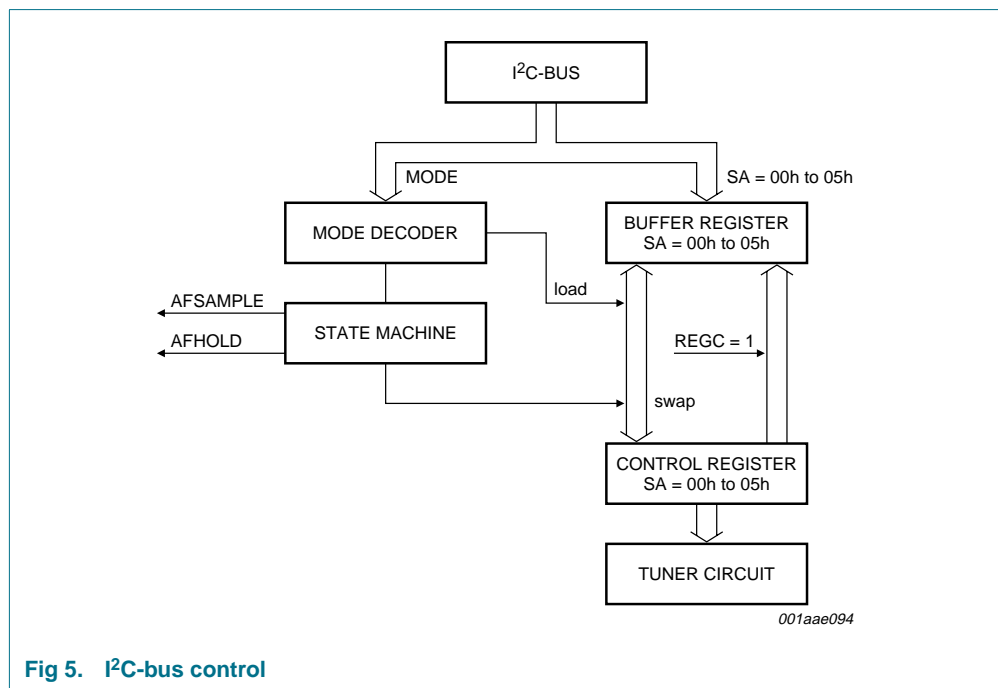 I²C-BUS
MODE
SA = 00h to 05h
MODE DECODER
BUFFER REGISTER
SA = 00h to 05h
load
AFSAMPLE
STATE MACHINE
AFHOLD
REGC = 1
swap
CONTROL REGISTER
SA = 00h to 05h
TUNER CIRCUIT
001aae094
Fig 5. I²C-bus control